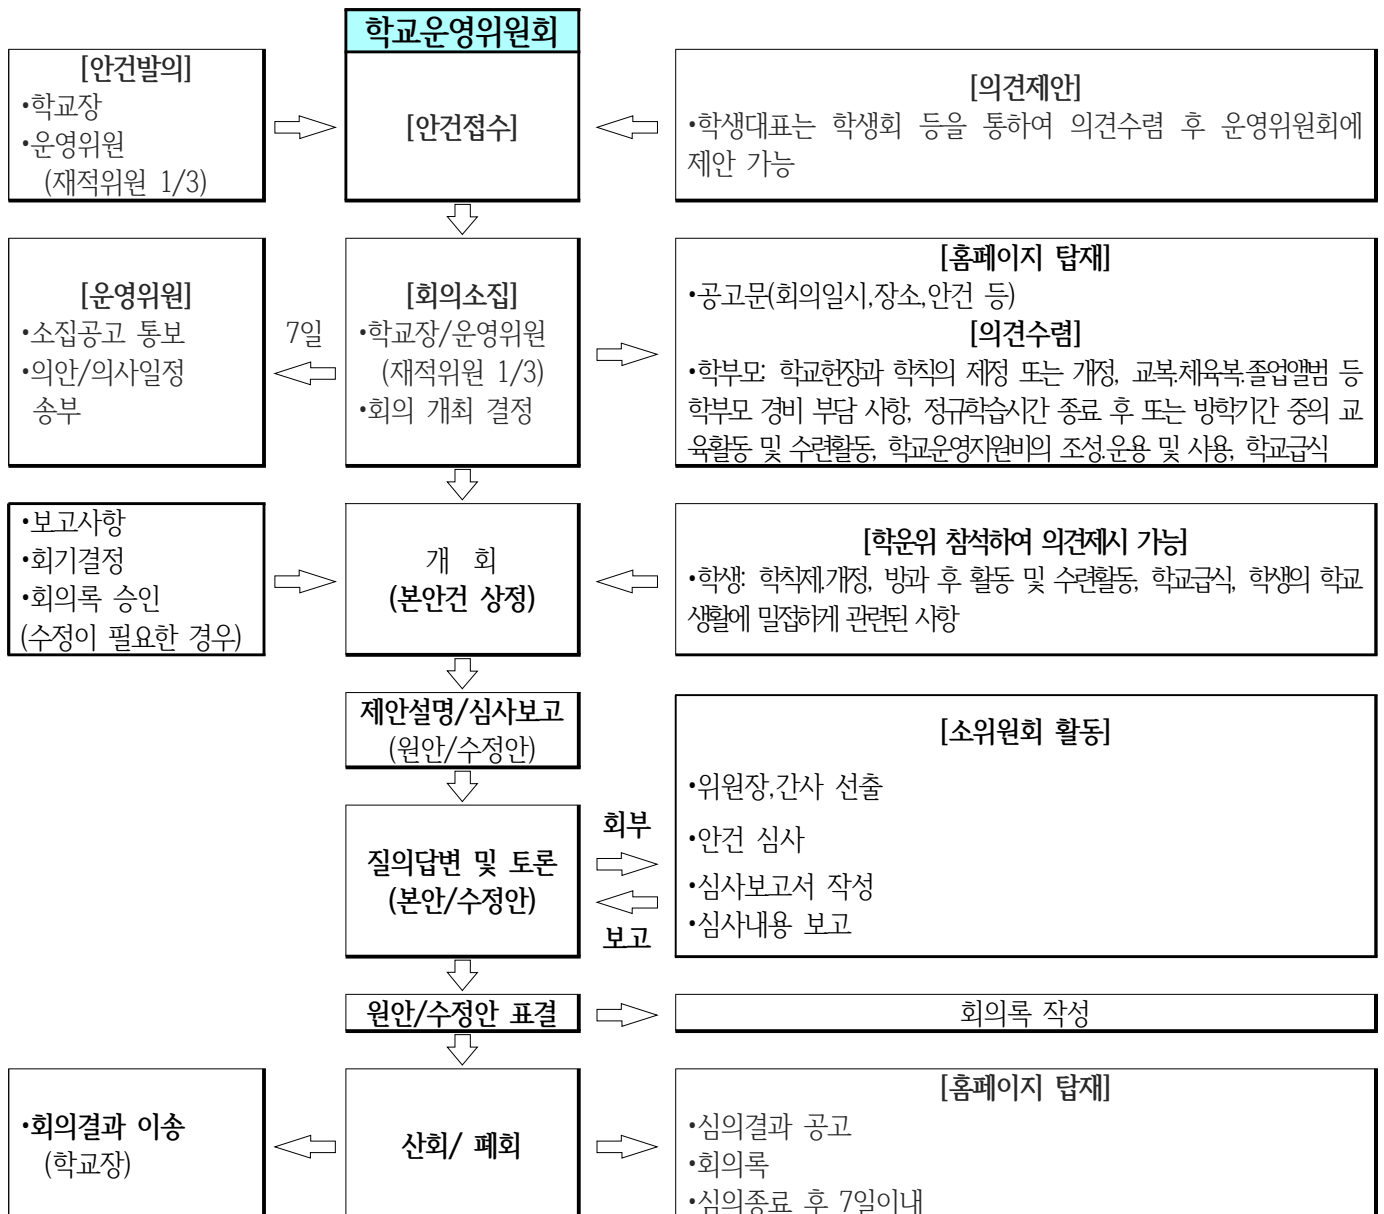 학교운영위원회
[안건발의]
•학교장
•운영위원
(재적위원 1/3)
[안건접수]
[의견제안]
•학생대표는 학생회 등을 통하여 의견수렴 후 운영위원회에
제안 가능
[운영위원]
•소집공고 통보
•의안/의사일정
송부
7일
[회의소집]
•학교장/운영위원
(재적위원 1/3)
•회의 개최 결정
[홈페이지 탑재]
•공고문(회의일시,장소,안건 등)
[의견수렴]
•학부모: 학교헌장과 학칙의 제정 또는 개정, 교복.체육복.졸업앨범 등
학부모 경비 부담 사항, 정규학습시간 종료 후 또는 방학기간 중의 교
육활동 및 수련활동, 학교운영지원비의 조성.운용 및 사용, 학교급식
•보고사항
•회기결정
•회의록 승인
(수정이 필요한 경우)
개 회
(본안건 상정)
[학운위 참석하여 의견제시 가능]
•학생: 학칙제.개정, 방과 후 활동 및 수련활동, 학교급식, 학생의 학교
생활에 밀접하게 관련된 사항
제안설명/심사보고
(원안/수정안)
질의답변 및 토론
(본안/수정안)
회부
보고
[소위원회 활동]
•위원장,간사 선출
•안건 심사
•심사보고서 작성
•심사내용 보고
원안/수정안 표결
회의록 작성
•회의결과 이송
(학교장)
산회/ 폐회
[홈페이지 탑재]
•심의결과 공고
•회의록
•심의종료 후 7일이내